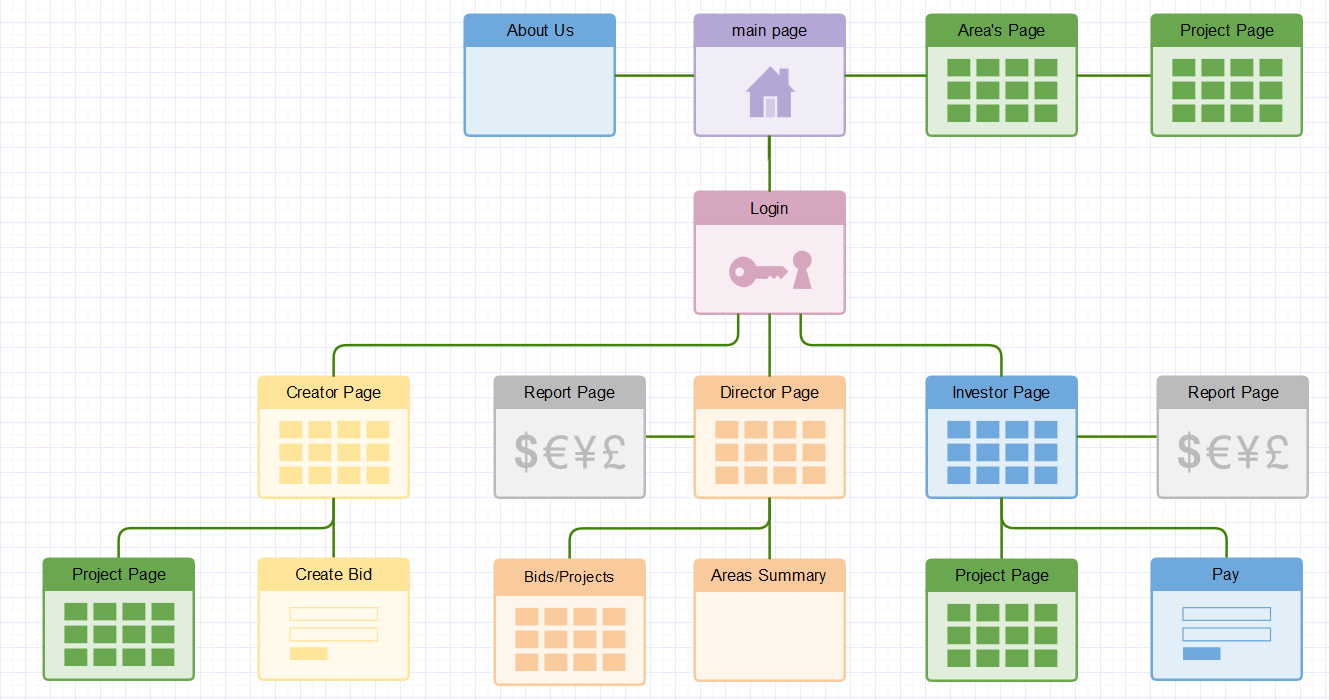 About Us
main page
Area's Page
Project Page
Login
Creator Page
Report Page
Director Page
Investor Page
Report Page
$€¥£
$€¥£
Project Page
Create Bid
Bids/Projects
Areas Summary
Project Page
Pay